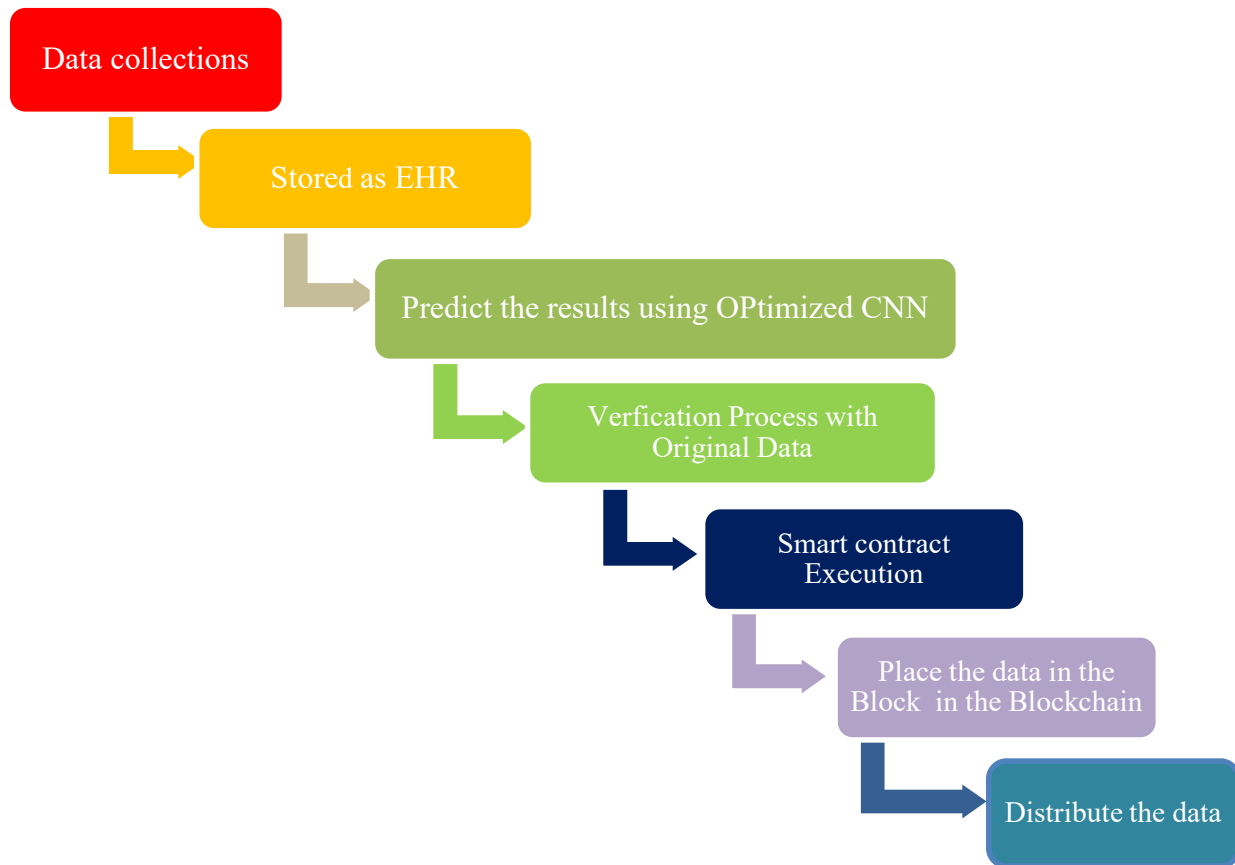 Data collections
Stored as EHR
Predict the results using OPtimized CNN
Verfication Process with
Original Data
Smart contract
Execution
Place the data in the
Block  in the Blockchain
Distribute the data